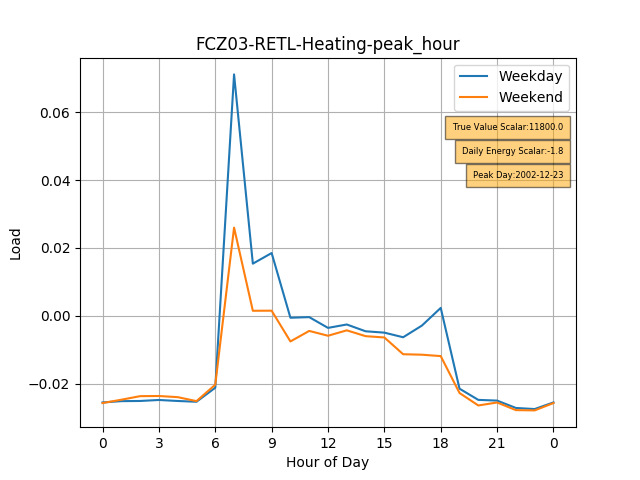 FCZ03-RETL-Heating-peak_hour
Weekday
Weekend
True Value Scalar:11800.0
Daily Energy Scalar:-1.8
Peak Day:2002-12-23
Load
0.06
0.04
0.02
0.00
−0.02
0 3 6 9 12 15 18 21 0
Hour of Day